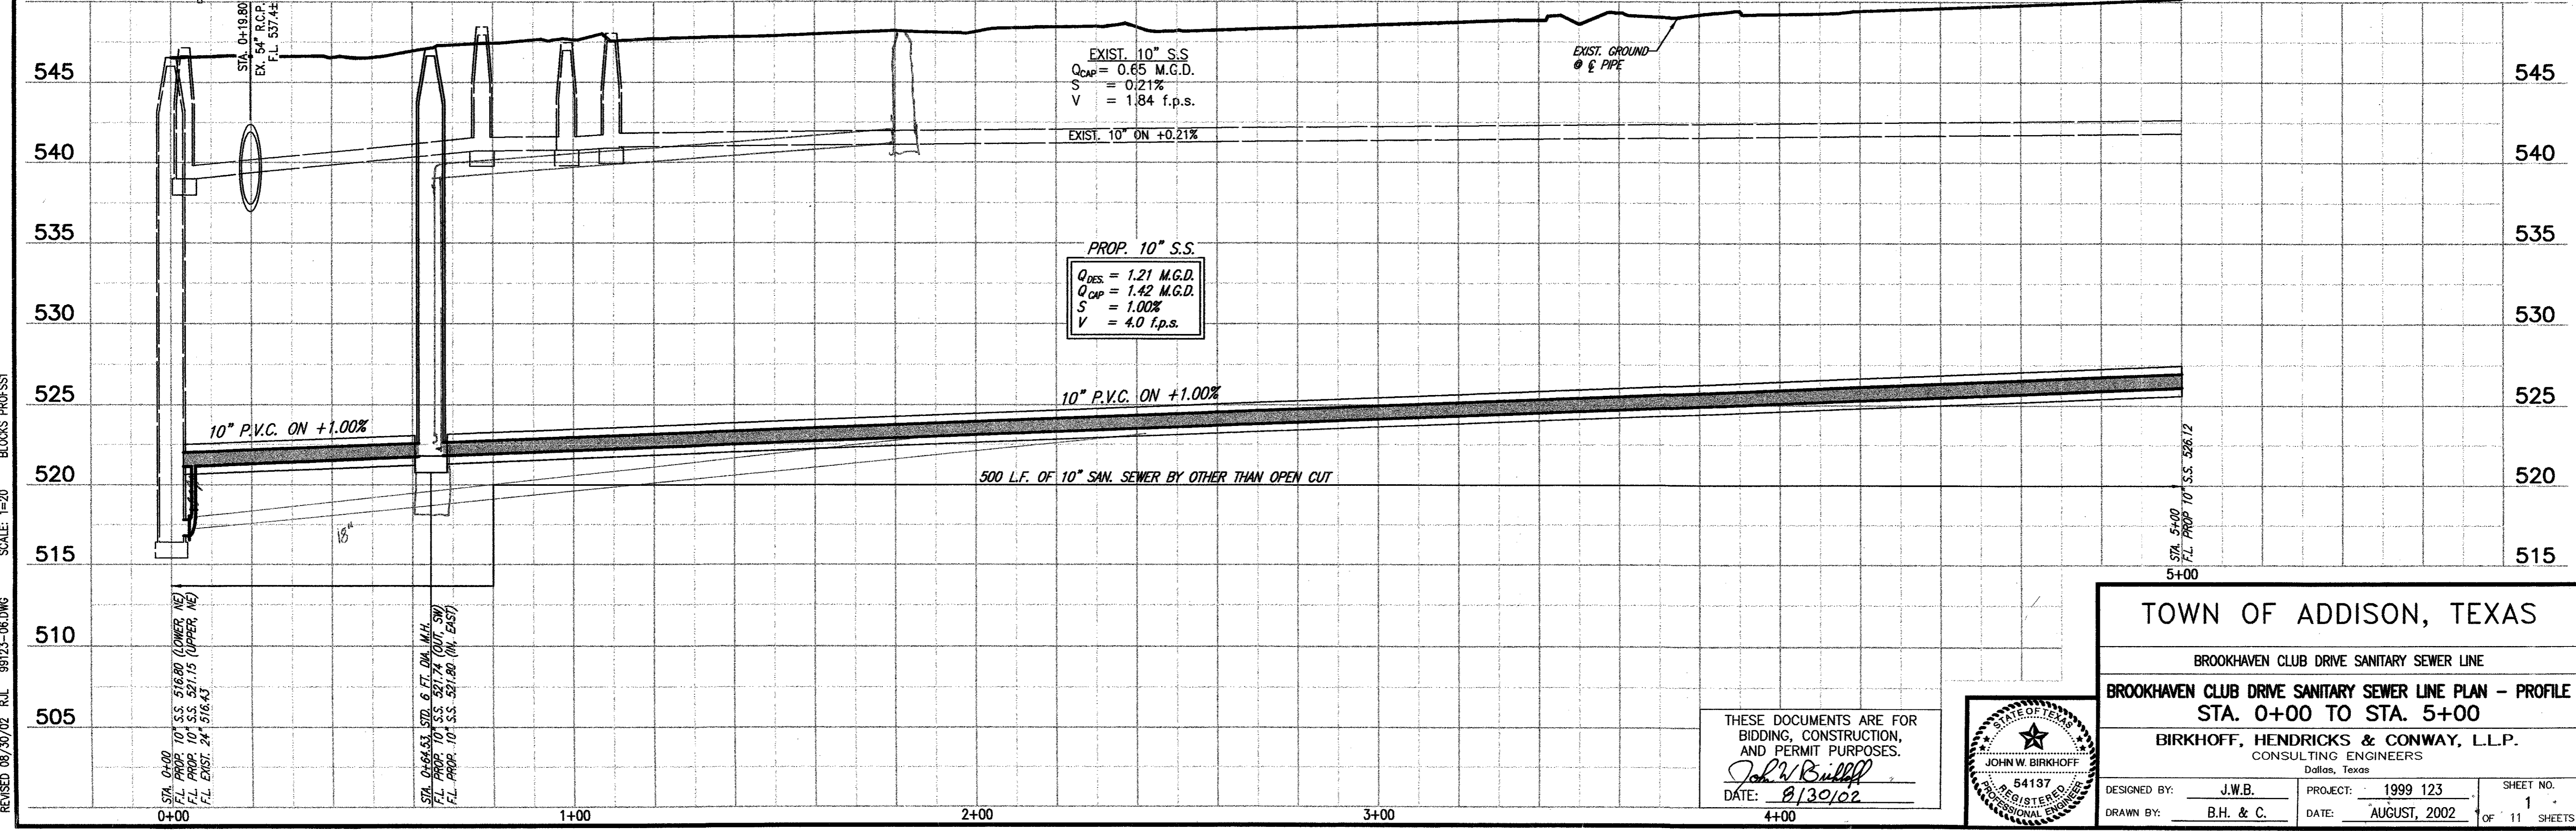 STA. 0+19.80
EX. 54" R.C.P.
F.L. 537.4±
EXIST. 10" S.S
QCAP = 0.65 M.G.D.
S = 0.21%
V = 1.84 f.p.s.
EXIST. GROUND
@ ℄ PIPE
EXIST. 10" ON +0.21%
545
540
535
530
525
520
515
510
505
545
540
535
530
525
520
515
PROP. 10" S.S.
QDES. = 1.21 M.G.D.
QCAP = 1.42 M.G.D.
S = 1.00%
V = 4.0 f.p.s.
10" P.V.C. ON +1.00%
10" P.V.C. ON +1.00%
500 L.F. OF 10" SAN. SEWER BY OTHER THAN OPEN CUT
18"
STA. 5+00
F.L. PROP 10" S.S. 526.12
5+00
STA. 0+00
F.L. PROP. 10" S.S. 516.80 (LOWER, NE)
F.L. PROP. 10" S.S. 521.15 (UPPER, NE)
F.L. EXIST. 24" 516.43
STA. 0+64.53, STD. 6 FT. DIA. M.H.
F.L. PROP. 10" S.S. 521.74 (OUT, SW)
F.L. PROP. 10" S.S. 521.80 (IN, EAST)
0+00
1+00
2+00
3+00
4+00
REVISED 08/30/02 RJL 99123-06.DWG SCALE: 1=20 BLOCKS PROFSS1
THESE DOCUMENTS ARE FOR
BIDDING, CONSTRUCTION,
AND PERMIT PURPOSES.
John W Birkhoff
DATE: 8/30/02
STATE OF TEXAS
JOHN W. BIRKHOFF
54137
REGISTERED
PROFESSIONAL ENGINEER
TOWN OF ADDISON, TEXAS
BROOKHAVEN CLUB DRIVE SANITARY SEWER LINE
BROOKHAVEN CLUB DRIVE SANITARY SEWER LINE PLAN – PROFILE
STA. 0+00 TO STA. 5+00
BIRKHOFF, HENDRICKS & CONWAY, L.L.P.
CONSULTING ENGINEERS
Dallas, Texas
DESIGNED BY: J.W.B.
PROJECT: 1999 123
SHEET NO.
1
DRAWN BY: B.H. & C.
DATE: AUGUST, 2002
OF 11 SHEETS